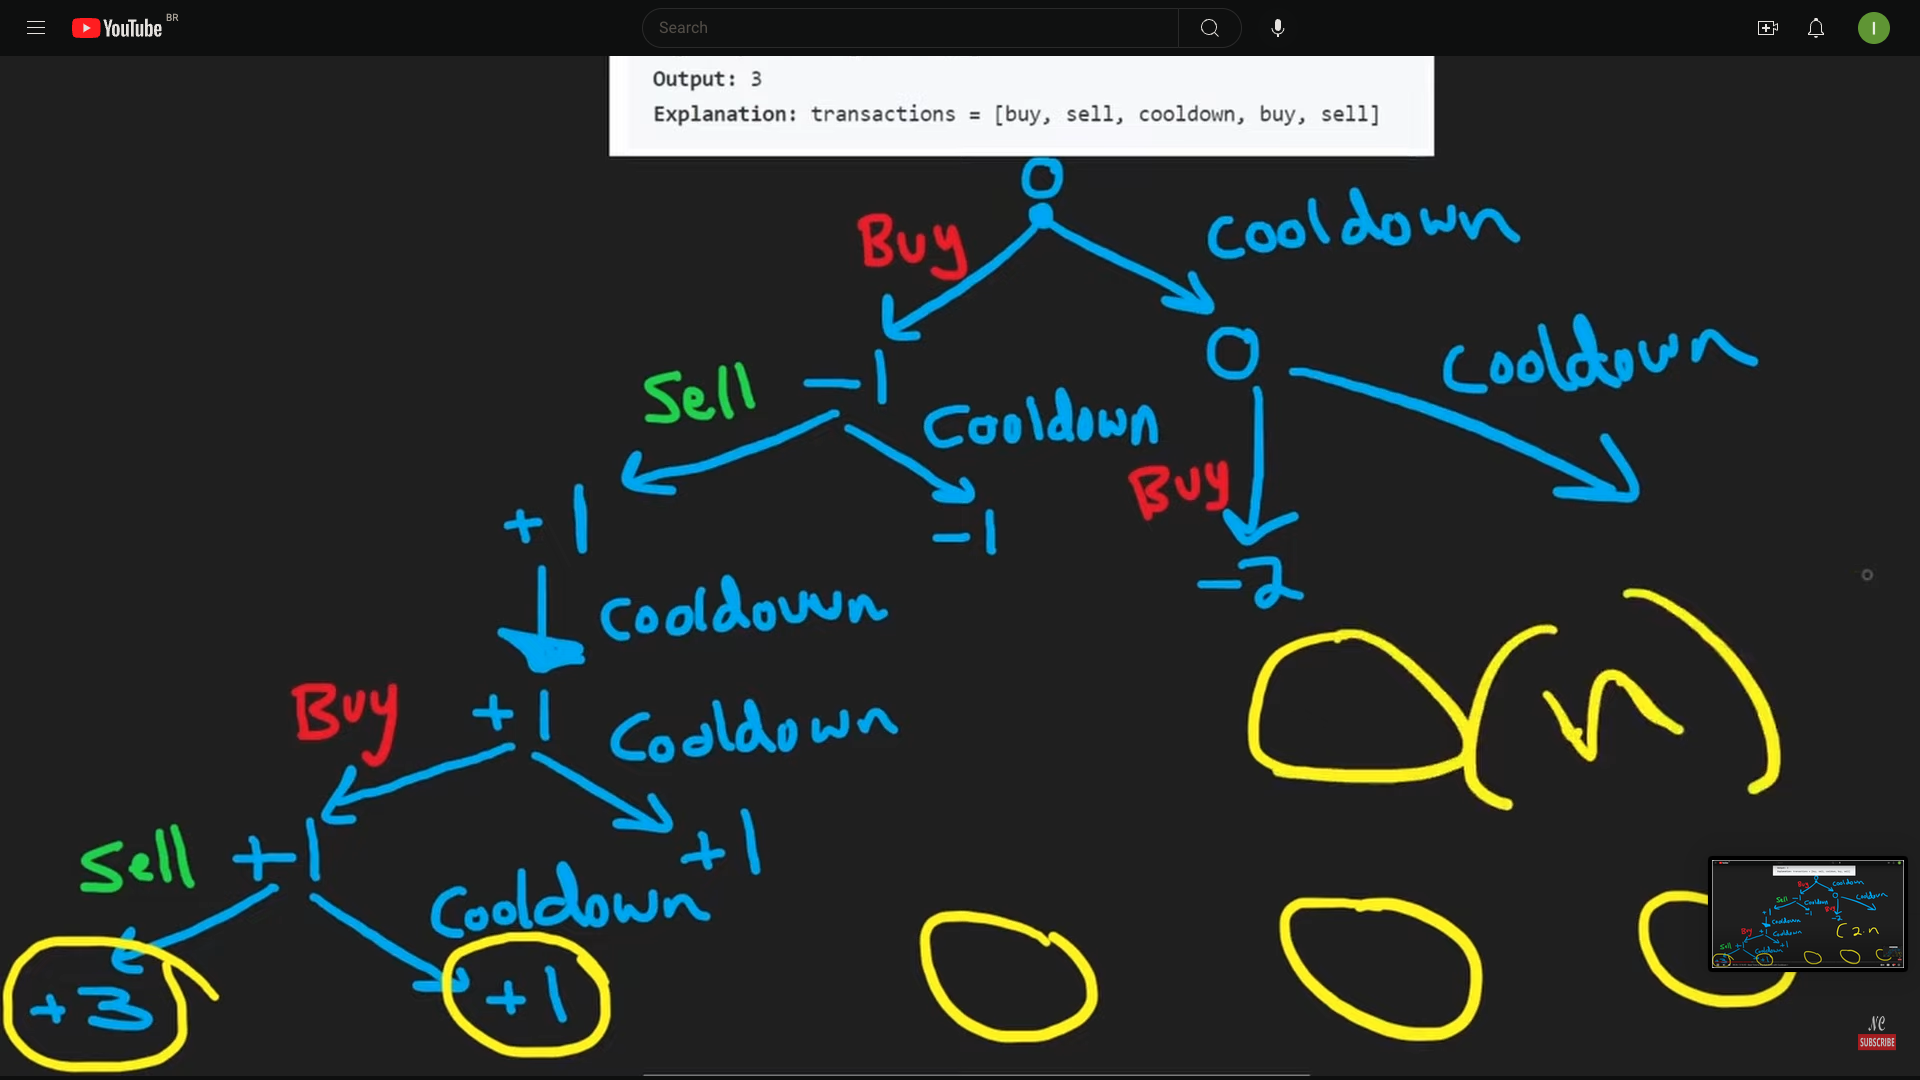 YouTube BR
Search
I
Output: 3
Explanation: transactions = [buy, sell, cooldown, buy, sell]
0
Buy
Cooldown
Sell
-1
Cooldown
0
Cooldown
+1
-1
Buy
-2
Cooldown
Buy
+1
Cooldown
O(n)
Sell
+1
Cooldown
+1
+3
+1
NC
SUBSCRIBE